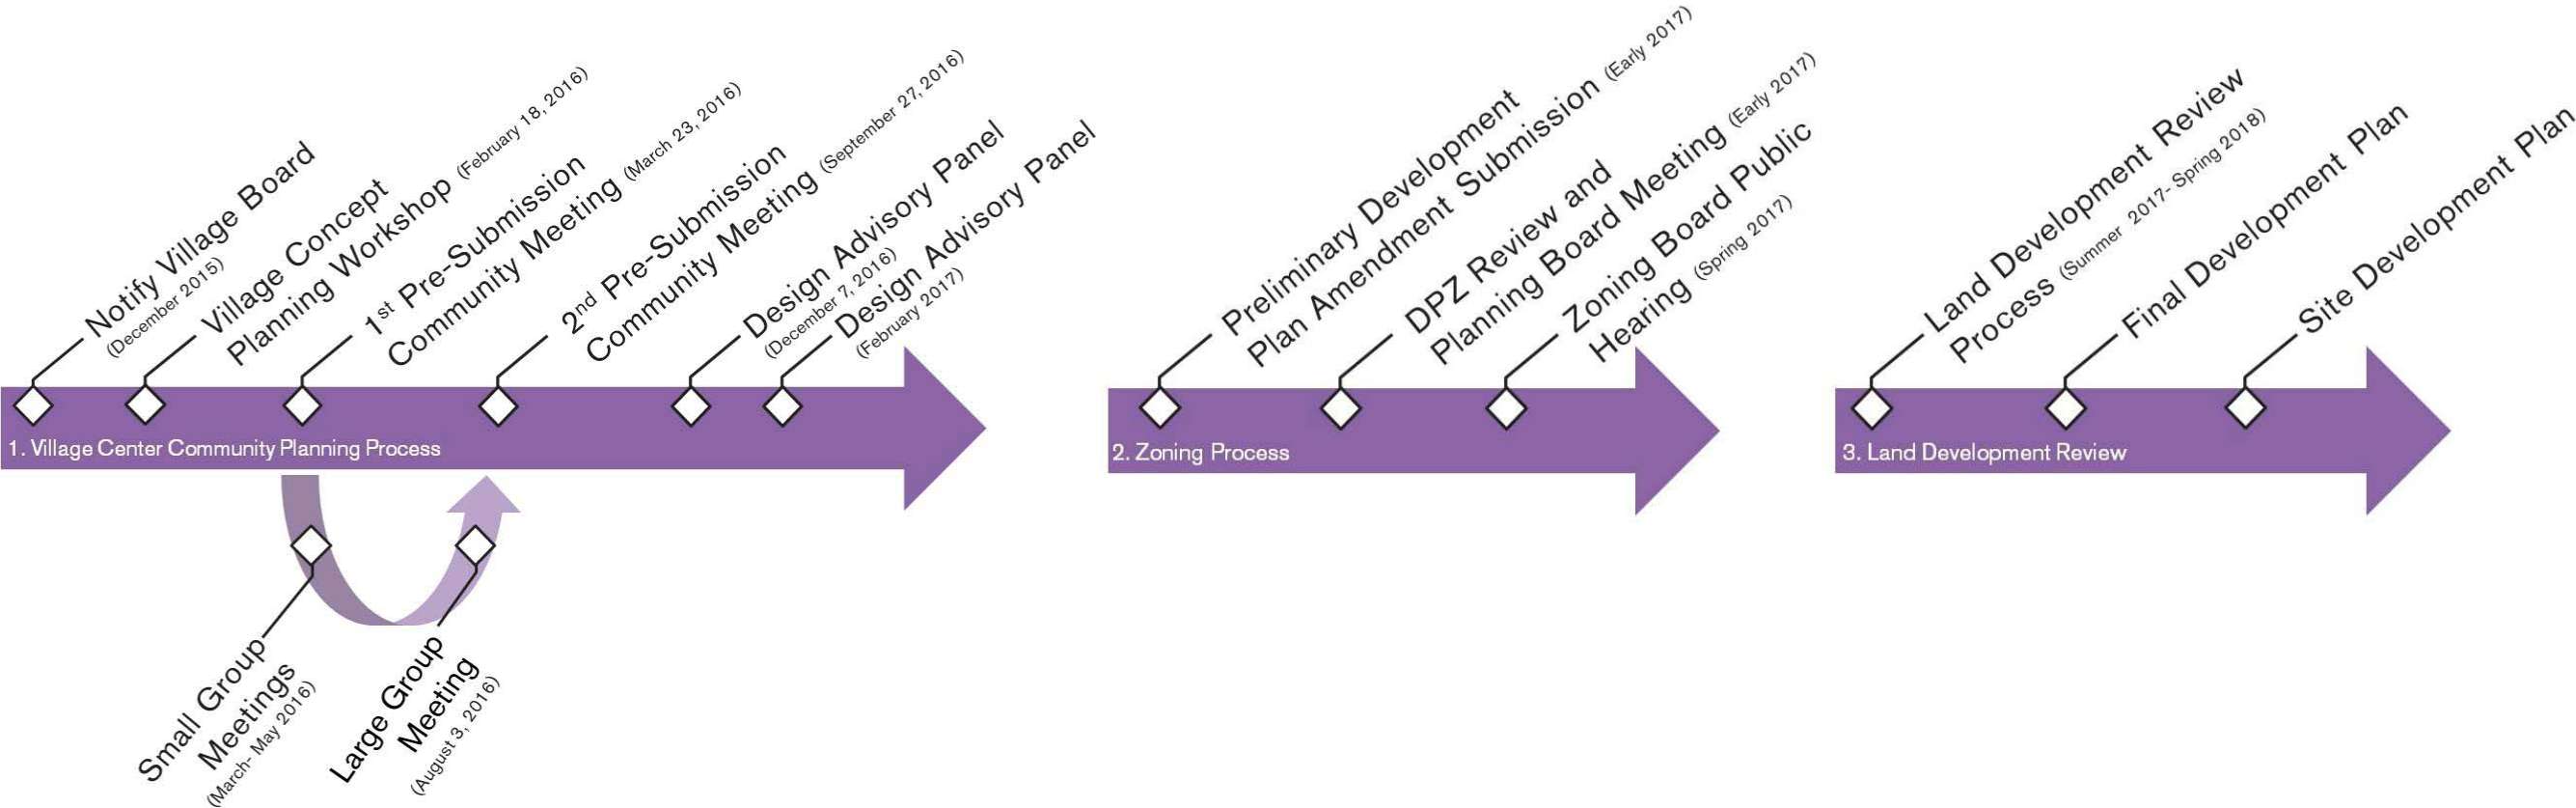 Notify Village Board
(December 2015)
Village Concept
Planning Workshop (February 18, 2016)
1st Pre-Submission
Community Meeting (March 23, 2016)
2nd Pre-Submission
Community Meeting (September 27, 2016)
Design Advisory Panel
(December 7, 2016)
Design Advisory Panel
(February 2017)
1. Village Center Community Planning Process
Small Group
Meetings
(March- May 2016)
Large Group
Meeting
(August 3, 2016)
Preliminary Development
Plan Amendment Submission (Early 2017)
DPZ Review and
Planning Board Meeting (Early 2017)
Zoning Board Public
Hearing (Spring 2017)
2. Zoning Process
Land Development Review
Process (Summer 2017- Spring 2018)
Final Development Plan
Site Development Plan
3. Land Development Review